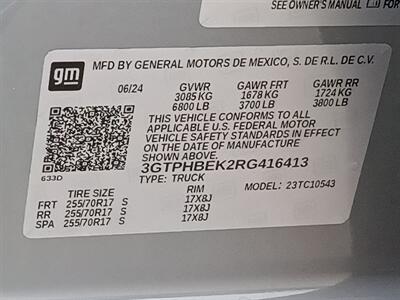 SEE OWNER'S MANUAL
gm
MFD BY GENERAL MOTORS DE MEXICO, S. DE R.L. DE C.V.
06/24 GVWR GAWR FRT GAWR RR
3085 KG 1678 KG 1724 KG
6800 LB 3700 LB 3800 LB
THIS VEHICLE CONFORMS TO ALL
APPLICABLE U.S. FEDERAL MOTOR
VEHICLE SAFETY STANDARDS IN EFFECT
ON THE DATE OF MANUFACTURE SHOWN
ABOVE.
3GTPHBEK2RG416413
633D
TYPE: TRUCK MODEL: 23TC10543
TIRE SIZE RIM
FRT 255/70R17 S 17X8J
RR 255/70R17 S 17X8J
SPA 255/70R17 S 17X8J